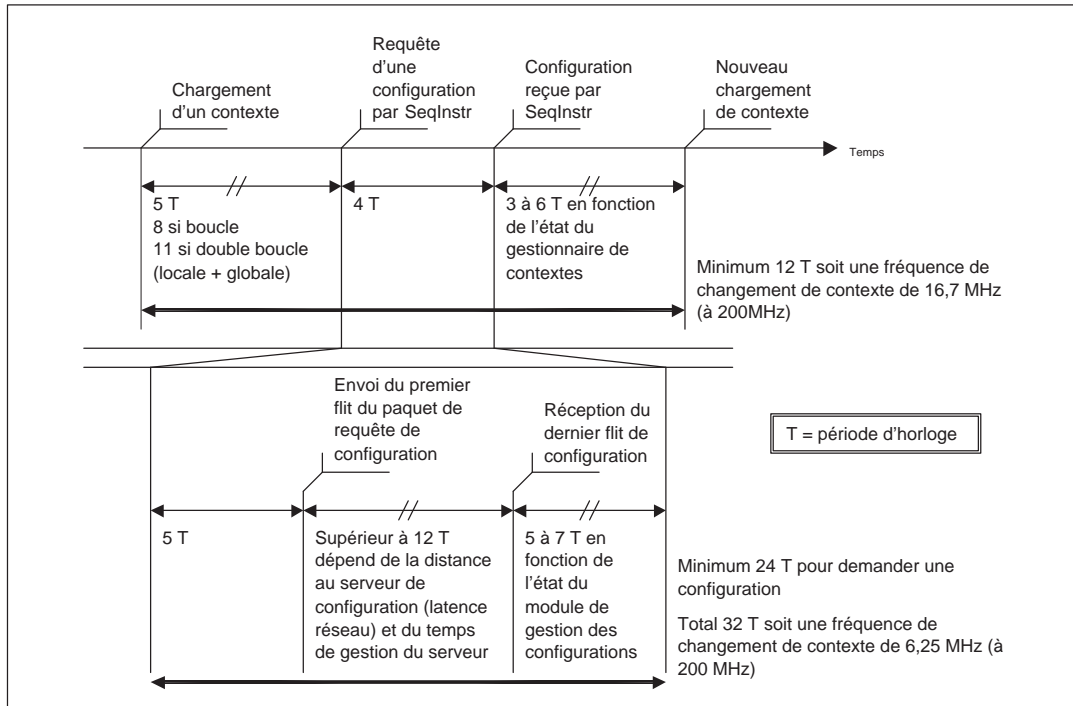 Chargement
d'un contexte
Requête
d'une
configuration
par SeqInstr
Configuration
reçue par
SeqInstr
Nouveau
chargement
de contexte
Temps
5 T
8 si boucle
11 si double boucle
(locale + globale)
4 T
3 à 6 T en fonction
de l'état du
gestionnaire de
contextes
Minimum 12 T soit une fréquence de
changement de contexte de 16,7 MHz
(à 200MHz)
Envoi du premier
flit du paquet de
requête de
configuration
Réception du
dernier flit de
configuration
T = période d'horloge
5 T
Supérieur à 12 T
dépend de la distance
au serveur de
configuration (latence
réseau) et du temps
de gestion du serveur
5 à 7 T en
fonction de
l'état du
module de
gestion des
configurations
Minimum 24 T pour demander une
configuration
Total 32 T soit une fréquence de
changement de contexte de 6,25 MHz (à
200 MHz)